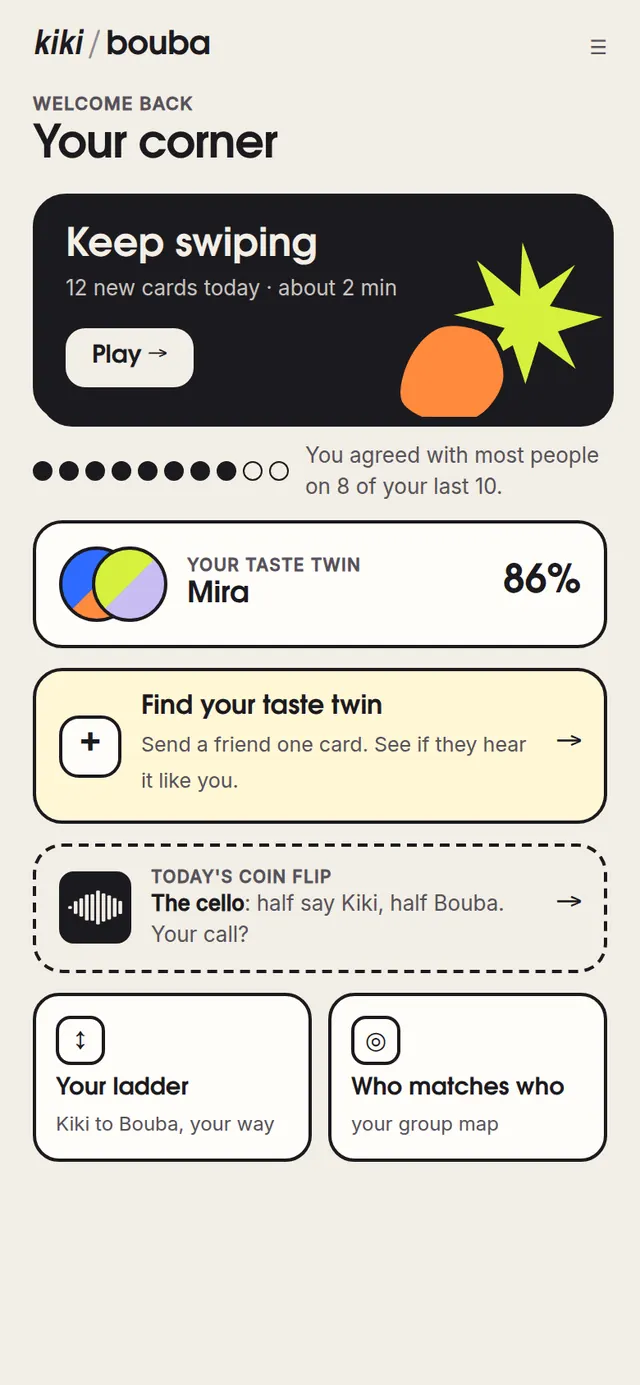 kiki / bouba
☰
WELCOME BACK
Your corner
Keep swiping
12 new cards today · about 2 min
Play →
You agreed with most people
on 8 of your last 10.
YOUR TASTE TWIN
Mira
86%
Find your taste twin
+
Send a friend one card. See if they hear
it like you.
→
TODAY'S COIN FLIP
The cello: half say Kiki, half Bouba.
Your call?
→
↕
Your ladder
Kiki to Bouba, your way
◎
Who matches who
your group map